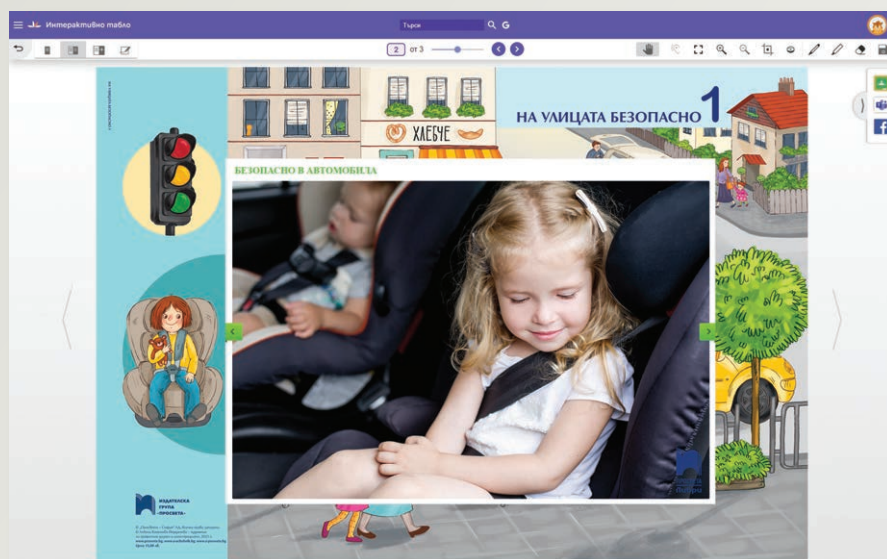 Интерактивно табло
Търси
G
2 от 3
НА УЛИЦАТА БЕЗОПАСНО 1
ХЛЕБЧЕ
БЕЗОПАСНО В АВТОМОБИЛА
ИЗДАТЕЛСКА
ГРУПА
«ПРОСВЕТА»